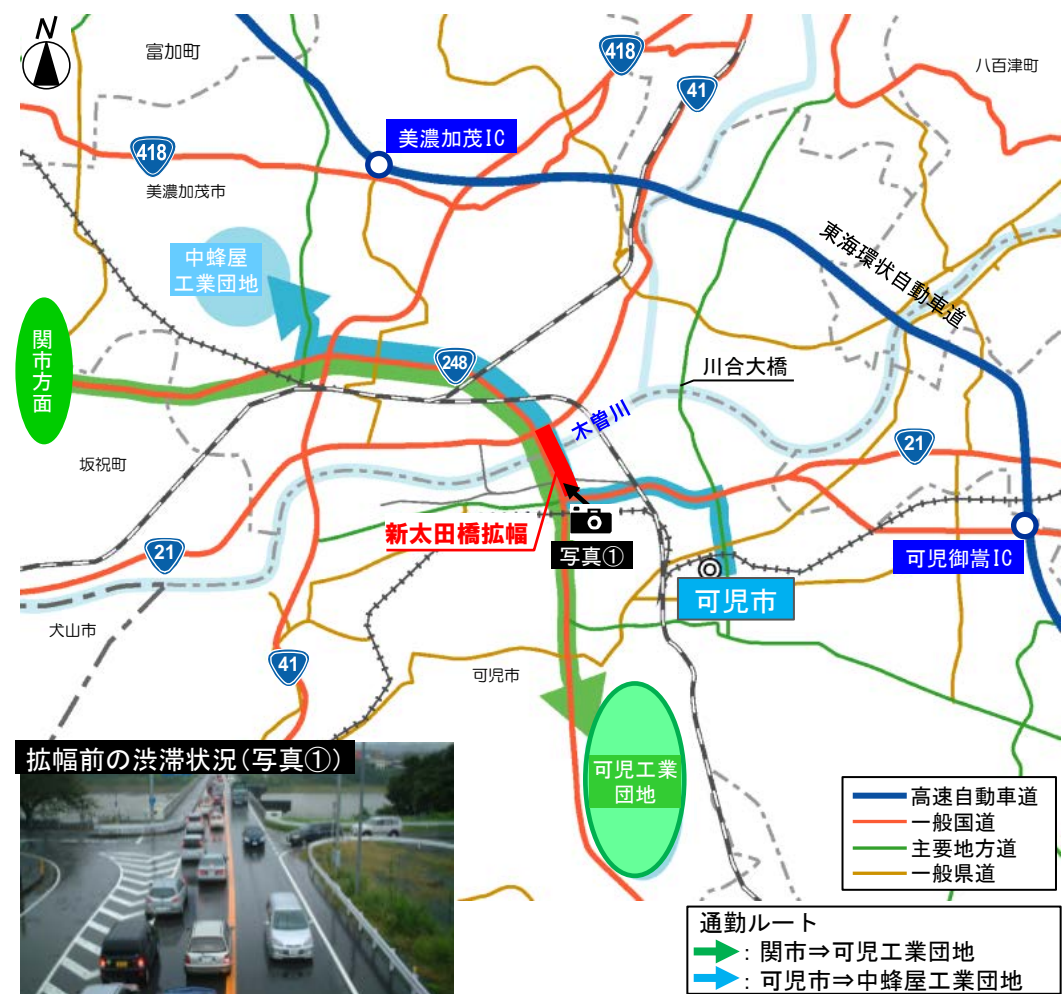 N
富加町
418
41
八百津町
美濃加茂IC
418
美濃加茂市
東海環状自動車道
中蜂屋
工業団地
関市方面
248
川合大橋
木曽川
21
坂祝町
新太田橋拡幅
写真①
21
可児御嵩IC
可児市
犬山市
41
可児市
拡幅前の渋滞状況(写真①)
可児工業
団地
高速自動車道
一般国道
主要地方道
一般県道
通勤ルート
:関市⇒可児工業団地
:可児市⇒中蜂屋工業団地